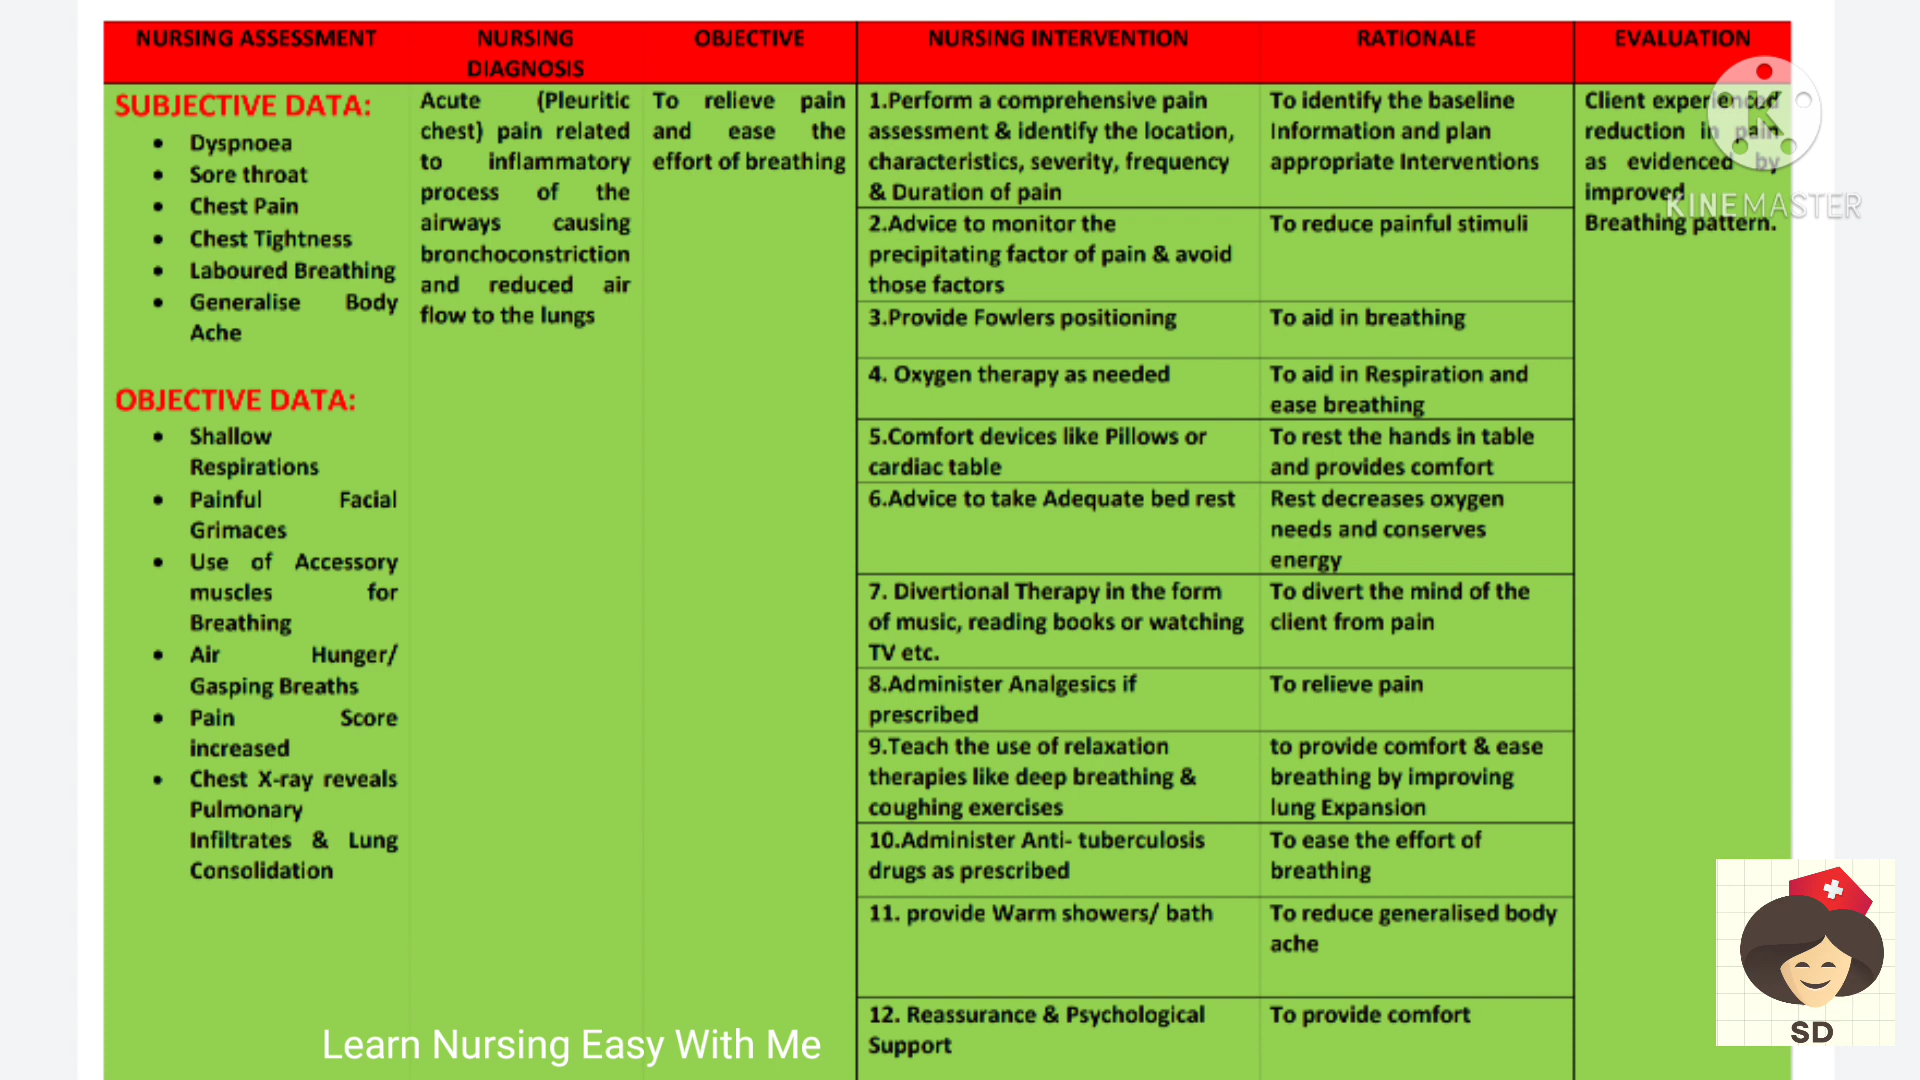 NURSING ASSESSMENT
NURSING
DIAGNOSIS
OBJECTIVE
NURSING INTERVENTION
RATIONALE
EVALUATION
SUBJECTIVE DATA:
• Dyspnoea
• Sore throat
• Chest Pain
• Chest Tightness
• Laboured Breathing
• Generalise Body
Ache
OBJECTIVE DATA:
• Shallow
Respirations
• Painful Facial
Grimaces
• Use of Accessory
muscles for
Breathing
• Air Hunger/
Gasping Breaths
• Pain Score
increased
• Chest X-ray reveals
Pulmonary
Infiltrates & Lung
Consolidation
Acute (Pleuritic
chest) pain related
to inflammatory
process of the
airways causing
bronchoconstriction
and reduced air
flow to the lungs
To relieve pain
and ease the
effort of breathing
1.Perform a comprehensive pain
assessment & identify the location,
characteristics, severity, frequency
& Duration of pain
To identify the baseline
Information and plan
appropriate Interventions
2.Advice to monitor the
precipitating factor of pain & avoid
those factors
To reduce painful stimuli
3.Provide Fowlers positioning
To aid in breathing
4. Oxygen therapy as needed
To aid in Respiration and
ease breathing
5.Comfort devices like Pillows or
cardiac table
To rest the hands in table
and provides comfort
6.Advice to take Adequate bed rest
Rest decreases oxygen
needs and conserves
energy
7. Divertional Therapy in the form
of music, reading books or watching
TV etc.
To divert the mind of the
client from pain
8.Administer Analgesics if
prescribed
To relieve pain
9.Teach the use of relaxation
therapies like deep breathing &
coughing exercises
to provide comfort & ease
breathing by improving
lung Expansion
10.Administer Anti- tuberculosis
drugs as prescribed
To ease the effort of
breathing
11. provide Warm showers/ bath
To reduce generalised body
ache
12. Reassurance & Psychological
Support
To provide comfort
Client experienced
reduction in pain
as evidenced by
improved
Breathing pattern.
K
KINEMASTER
Learn Nursing Easy With Me
SD